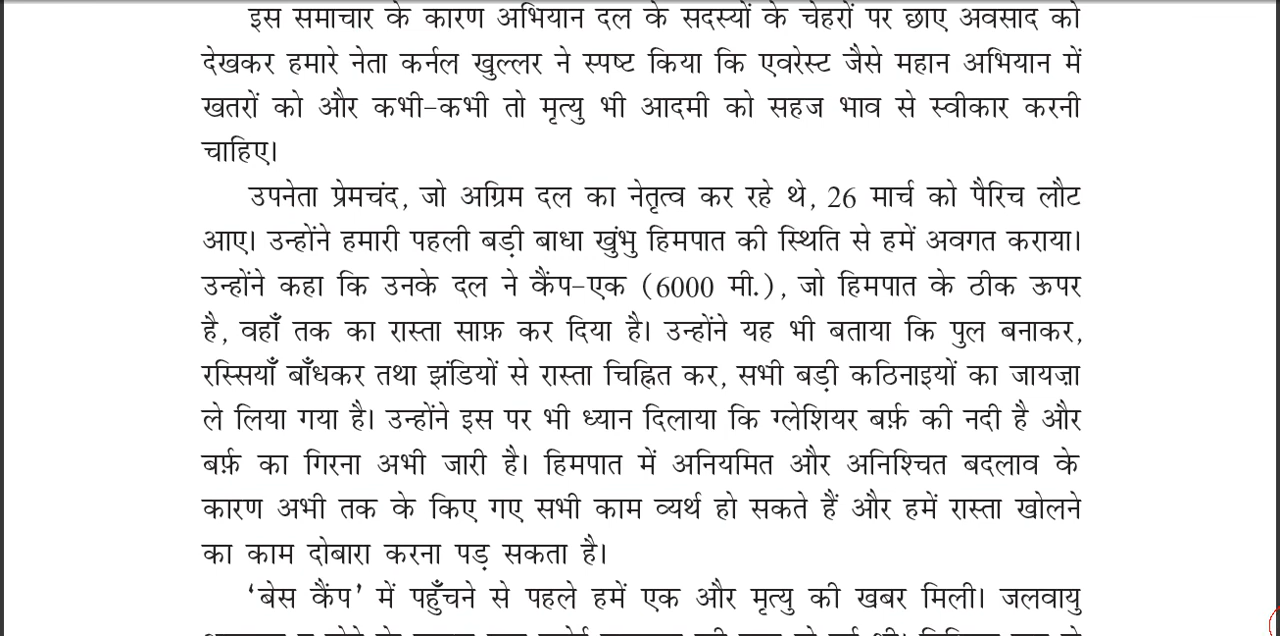 इस समाचार के कारण अभियान दल के सदस्यों के चेहरों पर छाए अवसाद को
देखकर हमारे नेता कर्नल खुल्लर ने स्पष्ट किया कि एवरेस्ट जैसे महान अभियान में
खतरों को और कभी-कभी तो मृत्यु भी आदमी को सहज भाव से स्वीकार करनी
चाहिए।
उपनेता प्रेमचंद, जो अग्रिम दल का नेतृत्व कर रहे थे, 26 मार्च को पैरिच लौट
आए। उन्होंने हमारी पहली बड़ी बाधा खुंभु हिमपात की स्थिति से हमें अवगत कराया।
उन्होंने कहा कि उनके दल ने कैंप-एक (6000 मी.), जो हिमपात के ठीक ऊपर
है, वहाँ तक का रास्ता साफ़ कर दिया है। उन्होंने यह भी बताया कि पुल बनाकर,
रस्सियाँ बाँधकर तथा झंडियों से रास्ता चिह्नित कर, सभी बड़ी कठिनाइयों का जायज़ा
ले लिया गया है। उन्होंने इस पर भी ध्यान दिलाया कि ग्लेशियर बर्फ़ की नदी है और
बर्फ़ का गिरना अभी जारी है। हिमपात में अनियमित और अनिश्चित बदलाव के
कारण अभी तक के किए गए सभी काम व्यर्थ हो सकते हैं और हमें रास्ता खोलने
का काम दोबारा करना पड़ सकता है।
‘बेस कैंप’ में पहुँचने से पहले हमें एक और मृत्यु की खबर मिली। जलवायु